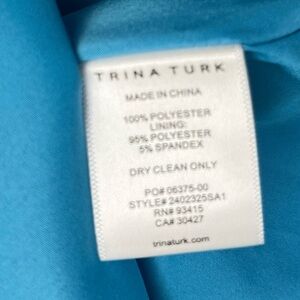 TRINA TURK
MADE IN CHINA
100% POLYESTER
LINING:
95% POLYESTER
5% SPANDEX
DRY CLEAN ONLY
PO# 06375-00
STYLE# 2402325SA1
RN# 93415
CA# 30427
trinaturk.com